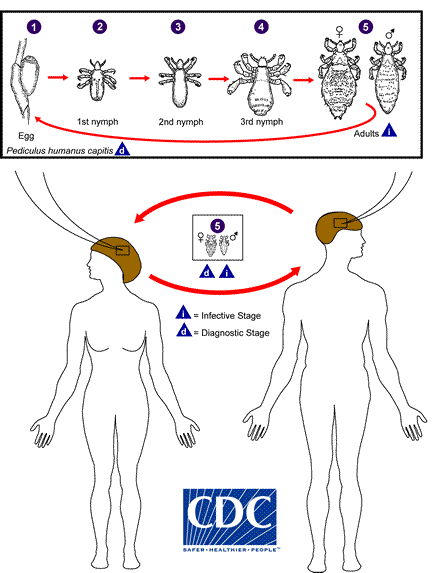 1 2 3 4 5
♀ ♂
Egg 1st nymph 2nd nymph 3rd nymph Adults i
Pediculus humanus capitis d
5
♀ ♂
d i
i = Infective Stage
d = Diagnostic Stage
CDC
SAFER • HEALTHIER • PEOPLE™